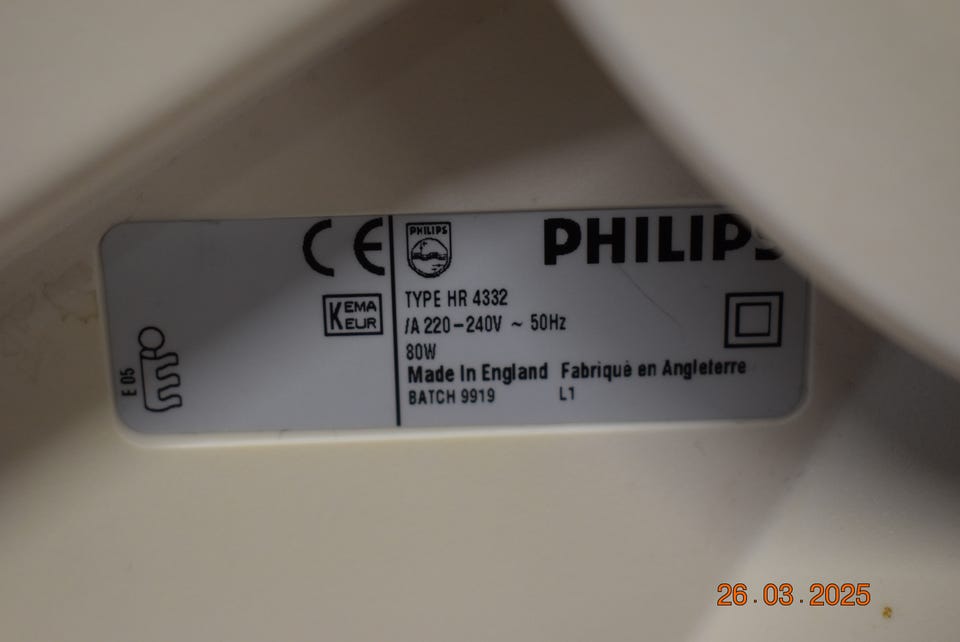 E 05
CE
KEMA
KEUR
PHILIPS
PHILIPS
TYPE HR 4332
/A 220-240V ~ 50Hz
80W
Made In England Fabriqué en Angleterre
BATCH 9919 L1
26.03.2025